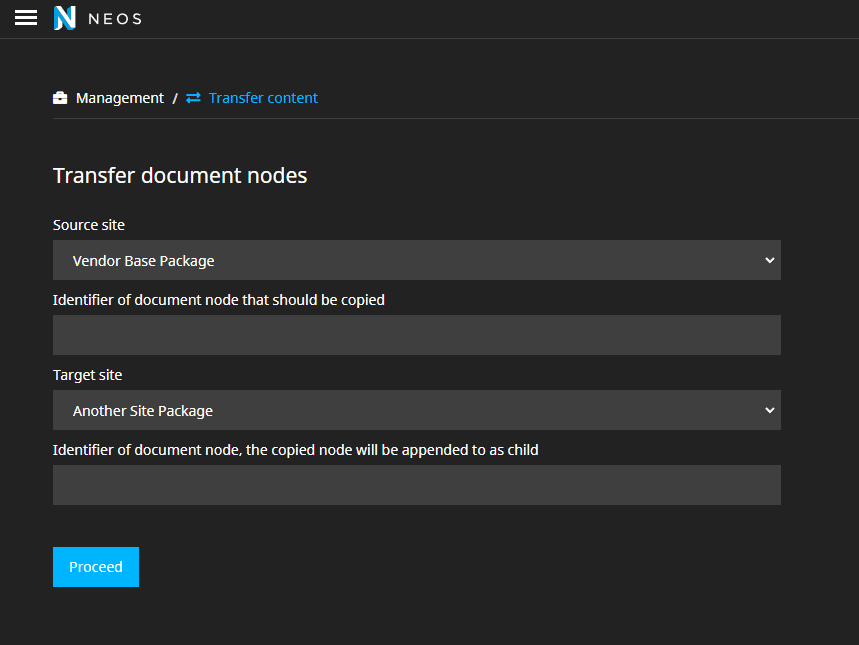 NEOS
Management / Transfer content
Transfer document nodes
Source site
Vendor Base Package
Identifier of document node that should be copied
Target site
Another Site Package
Identifier of document node, the copied node will be appended to as child
Proceed